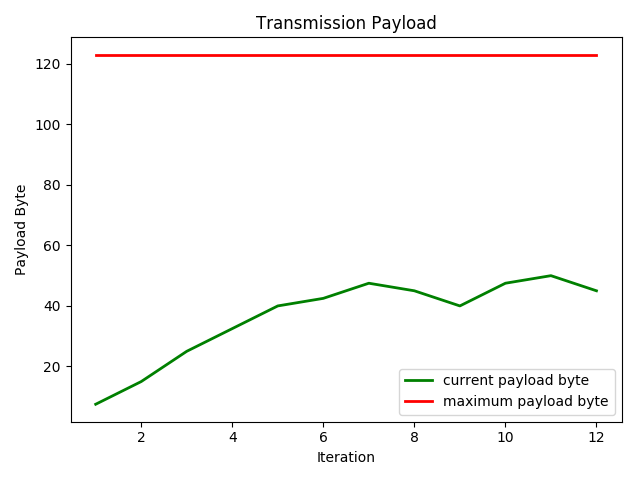 Transmission Payload
Payload Byte
120
100
80
60
40
20
2 4 6 8 10 12
Iteration
current payload byte
maximum payload byte